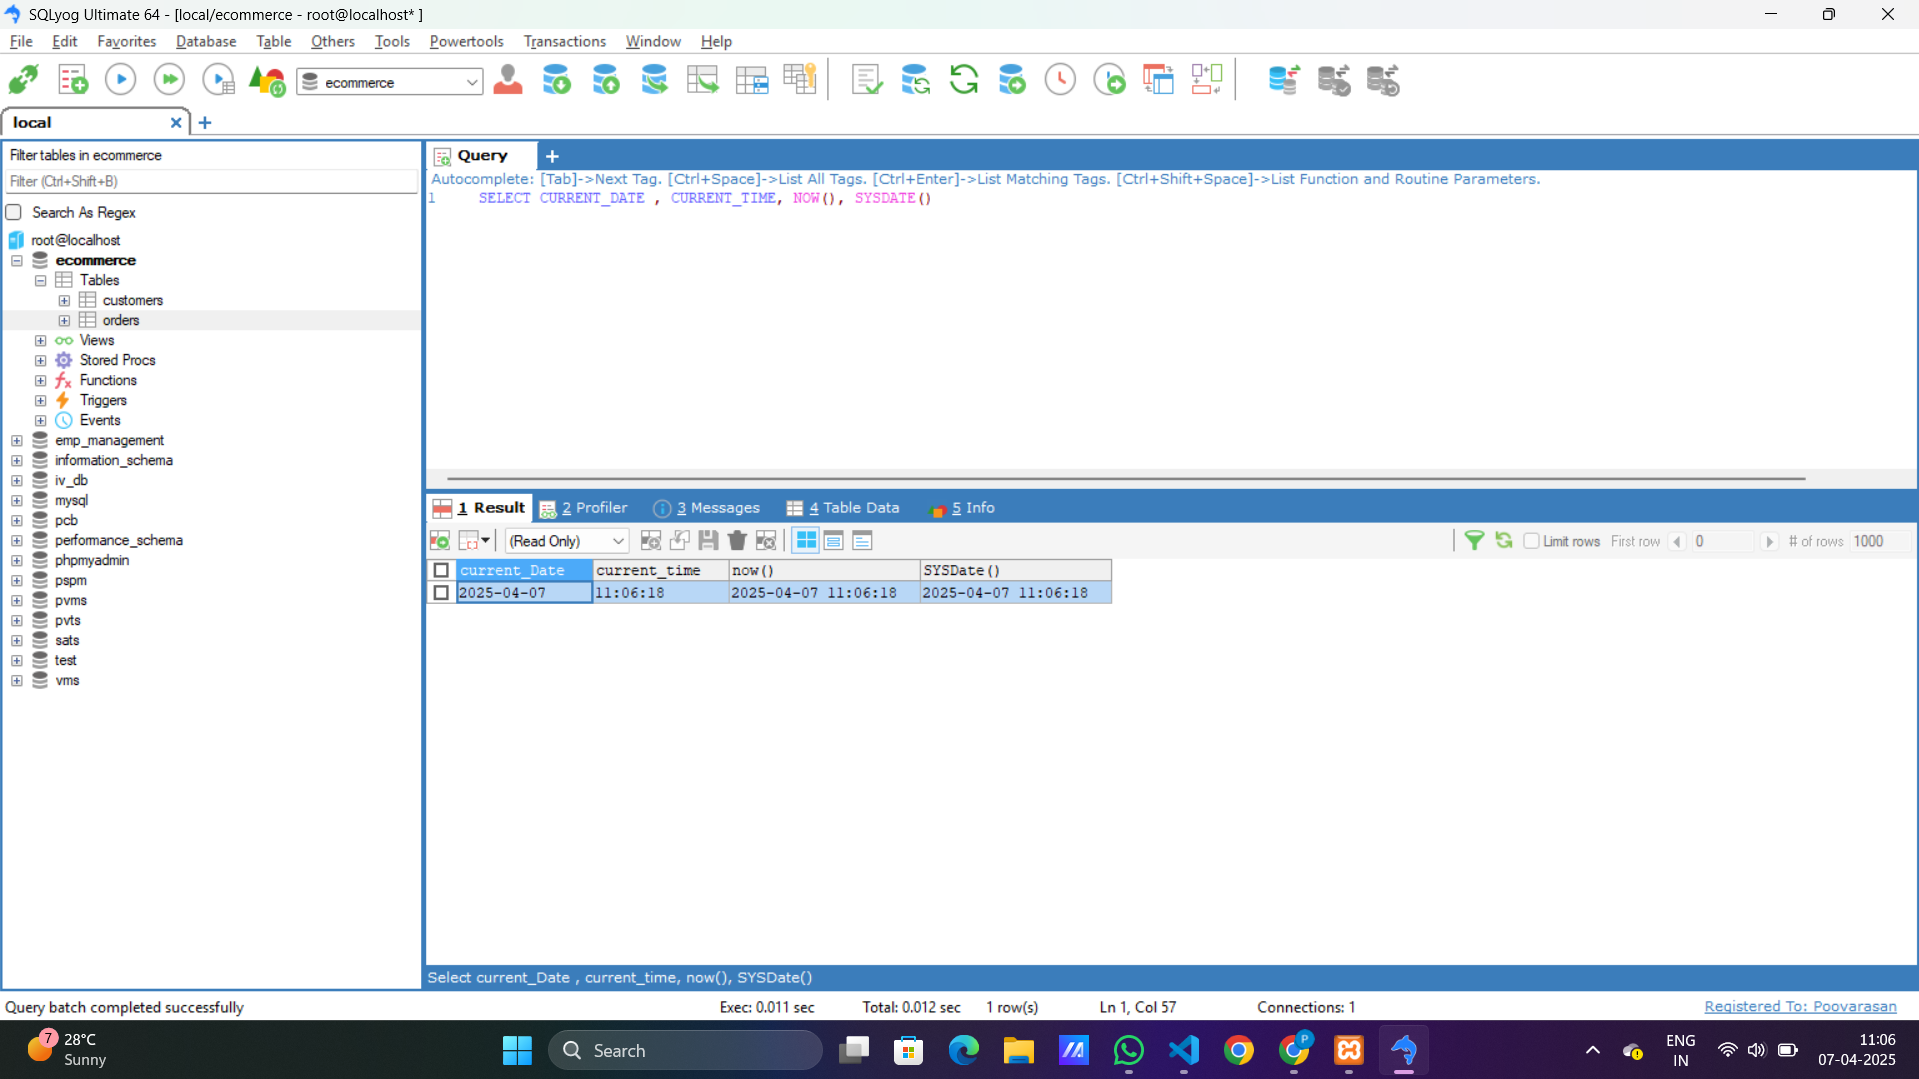 SQLyog Ultimate 64 - [local/ecommerce - root@localhost* ]
File Edit Favorites Database Table Others Tools Powertools Transactions Window Help
ecommerce
local
Filter tables in ecommerce
Filter (Ctrl+Shift+B)
Search As Regex
root@localhost
ecommerce
Tables
customers
orders
Views
Stored Procs
Functions
Triggers
Events
emp_management
information_schema
iv_db
mysql
pcb
performance_schema
phpmyadmin
pspm
pvms
pvts
sats
test
vms
Query
Autocomplete: [Tab]->Next Tag. [Ctrl+Space]->List All Tags. [Ctrl+Enter]->List Matching Tags. [Ctrl+Shift+Space]->List Function and Routine Parameters.
1 SELECT CURRENT_DATE , CURRENT_TIME, NOW(), SYSDATE()
1 Result 2 Profiler 3 Messages 4 Table Data 5 Info
(Read Only) Limit rows First row 0 # of rows 1000
current_Date current_time now() SYSDate()
2025-04-07 11:06:18 2025-04-07 11:06:18 2025-04-07 11:06:18
Select current_Date , current_time, now(), SYSDate()
Query batch completed successfully Exec: 0.011 sec Total: 0.012 sec 1 row(s) Ln 1, Col 57 Connections: 1 Registered To: Poovarasan
7 28°C
Sunny
Search
P
ENG
IN
11:06
07-04-2025